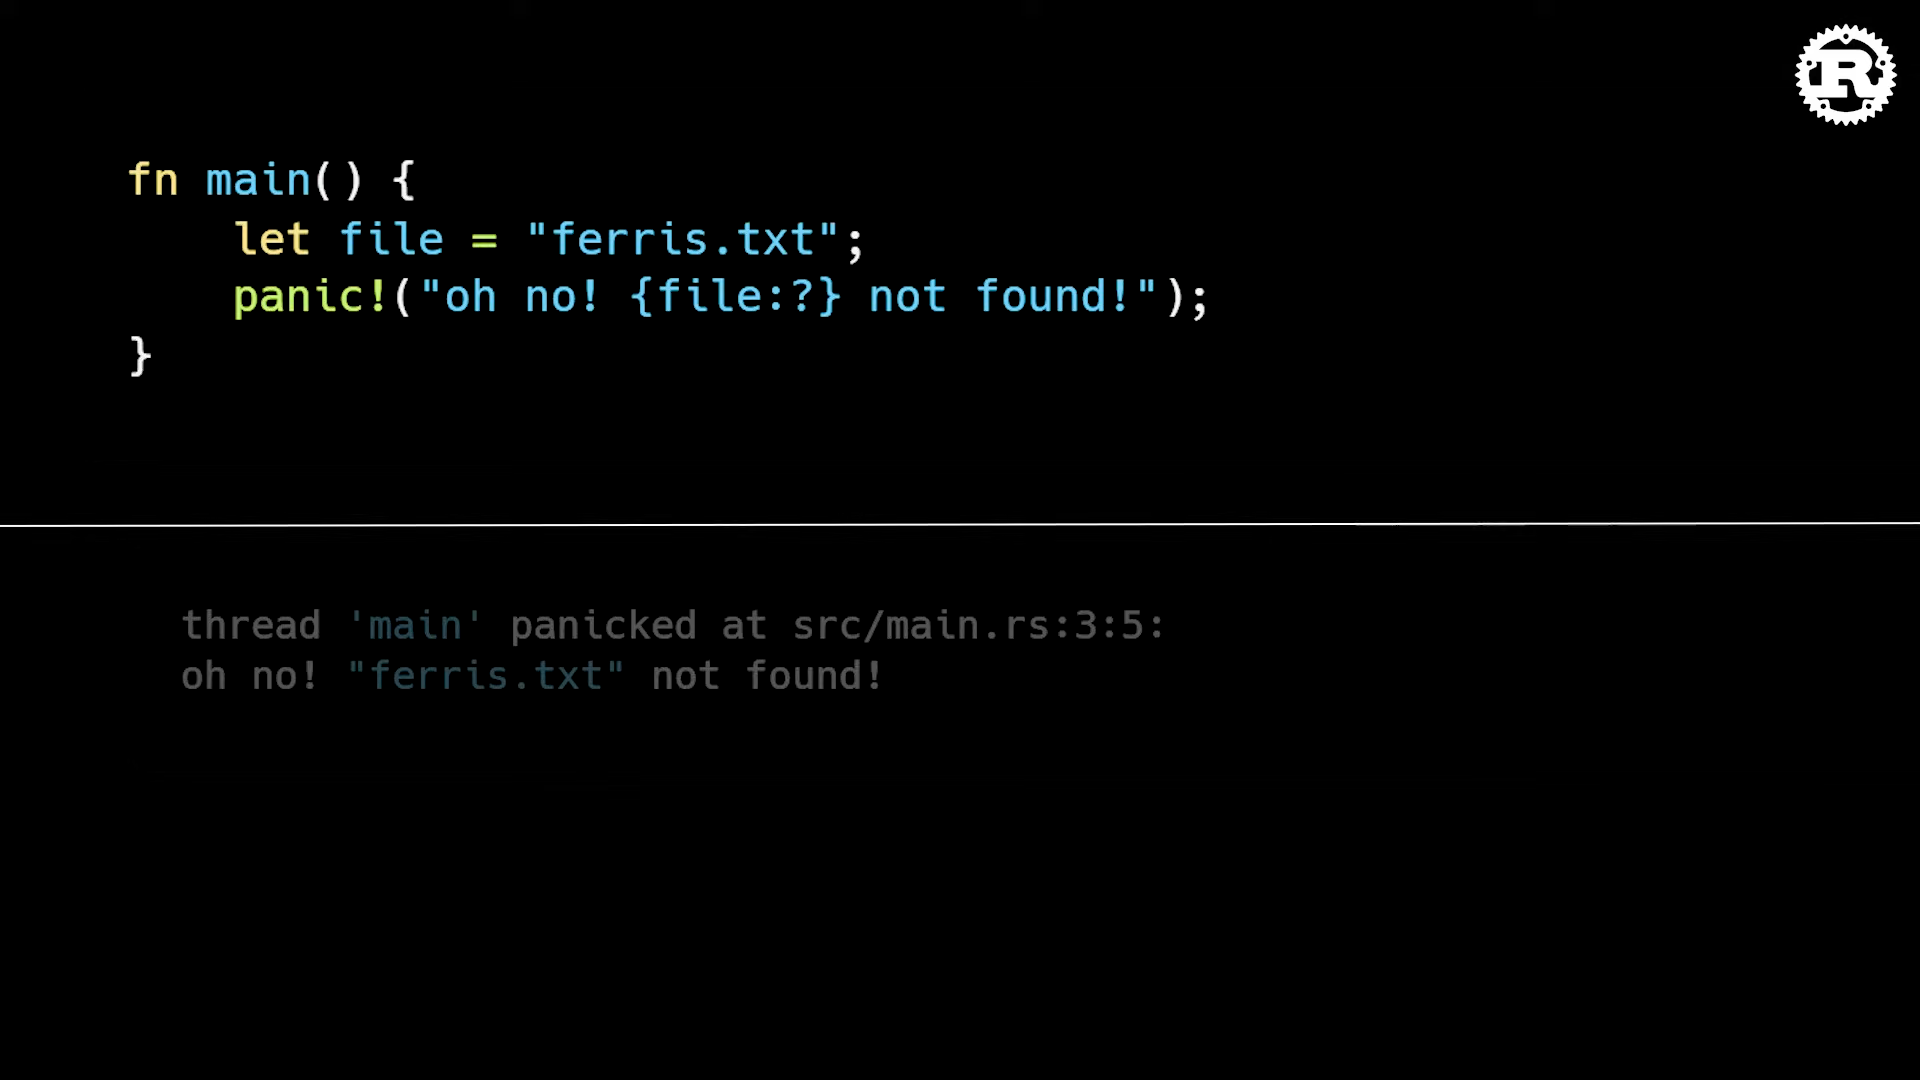 R
fn main() {
    let file = "ferris.txt";
    panic!("oh no! {file:?} not found!");
}
thread 'main' panicked at src/main.rs:3:5:
oh no! "ferris.txt" not found!